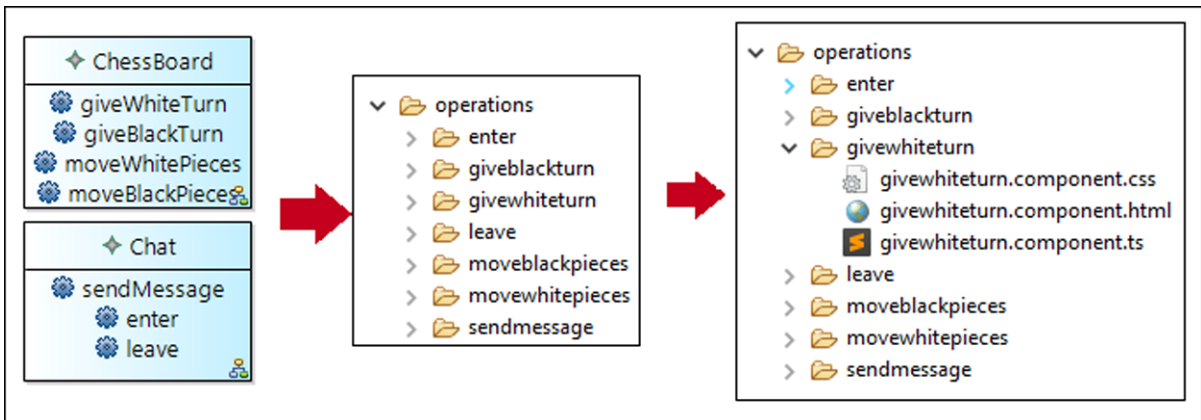 ChessBoard
giveWhiteTurn
giveBlackTurn
moveWhitePieces
moveBlackPieces
Chat
sendMessage
enter
leave
operations
enter
giveblackturn
givewhiteturn
leave
moveblackpieces
movewhitepieces
sendmessage
operations
enter
giveblackturn
givewhiteturn
givewhiteturn.component.css
givewhiteturn.component.html
givewhiteturn.component.ts
leave
moveblackpieces
movewhitepieces
sendmessage